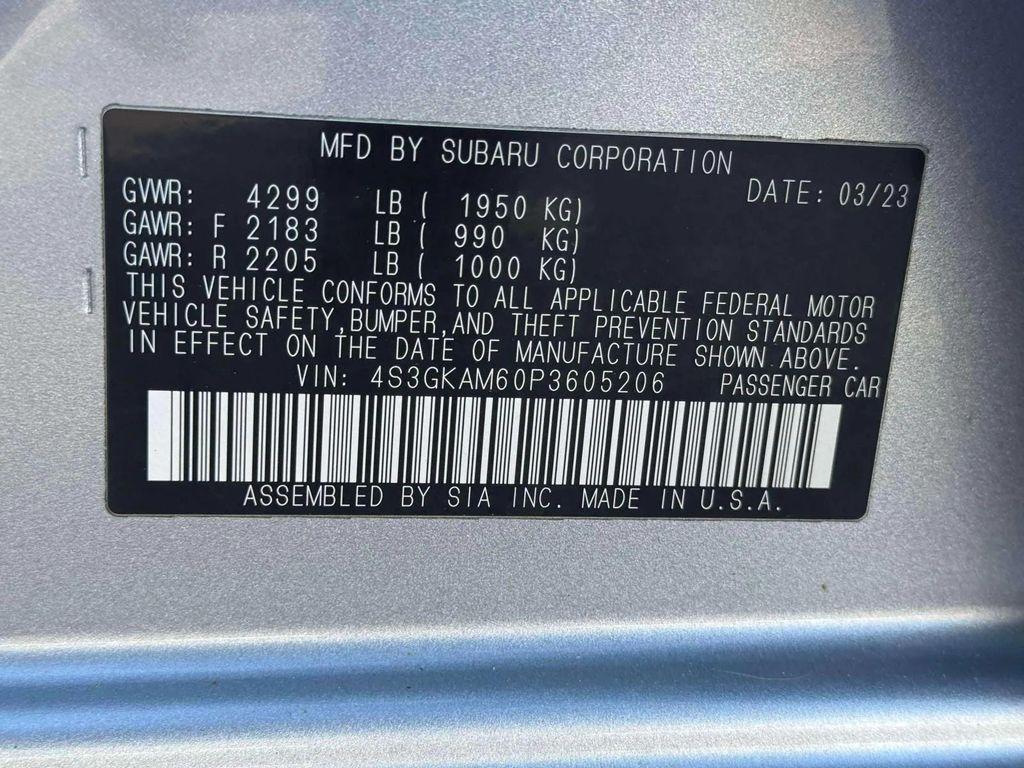 MFD BY SUBARU CORPORATION
DATE: 03/23
GVWR: 4299 LB ( 1950 KG)
GAWR: F 2183 LB ( 990 KG)
GAWR: R 2205 LB ( 1000 KG)
THIS VEHICLE CONFORMS TO ALL APPLICABLE FEDERAL MOTOR
VEHICLE SAFETY, BUMPER, AND THEFT PREVENTION STANDARDS
IN EFFECT ON THE DATE OF MANUFACTURE SHOWN ABOVE.
VIN: 4S3GKAM60P3605206 PASSENGER CAR
ASSEMBLED BY SIA INC. MADE IN U.S.A.